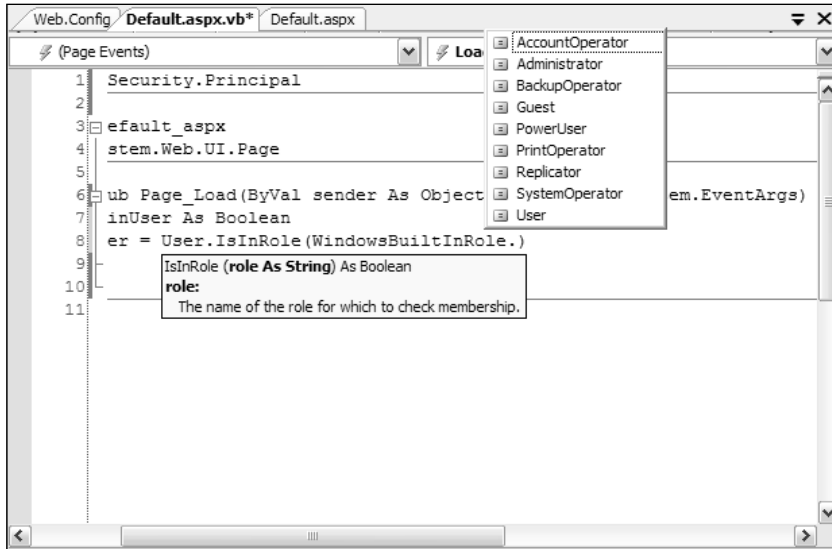 Web.Config Default.aspx.vb* Default.aspx
(Page Events) Loa
AccountOperator
Administrator
BackupOperator
Guest
PowerUser
PrintOperator
Replicator
SystemOperator
User
1 Security.Principal
2
3 efault_aspx
4 stem.Web.UI.Page
5
6 ub Page_Load(ByVal sender As Object em.EventArgs)
7 inUser As Boolean
8 er = User.IsInRole(WindowsBuiltInRole.)
9
IsInRole (role As String) As Boolean
10
role:
The name of the role for which to check membership.
11